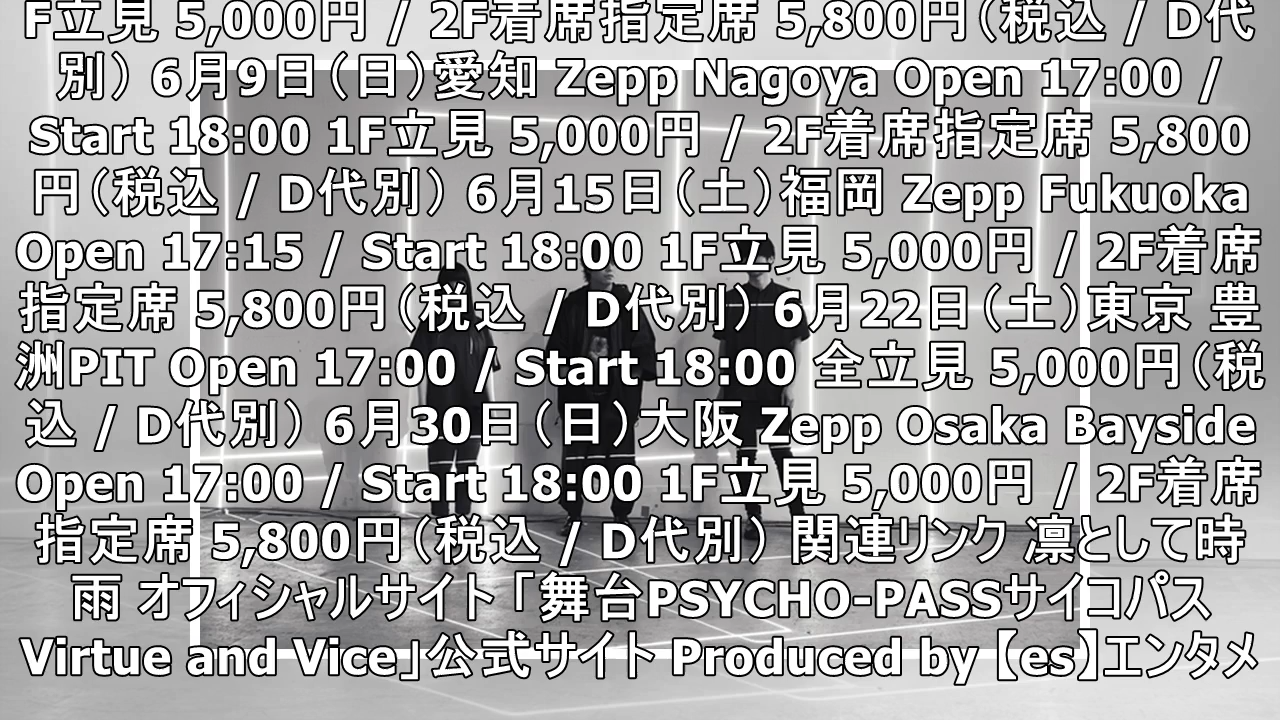 F立見 5,000円 / 2F着席指定席 5,800円（税込 / D代
別） 6月9日（日）愛知 Zepp Nagoya Open 17:00 /
Start 18:00 1F立見 5,000円 / 2F着席指定席 5,800
円（税込 / D代別） 6月15日（土）福岡 Zepp Fukuoka
Open 17:15 / Start 18:00 1F立見 5,000円 / 2F着席
指定席 5,800円（税込 / D代別） 6月22日（土）東京 豊
洲PIT Open 17:00 / Start 18:00 全立見 5,000円（税
込 / D代別） 6月30日（日）大阪 Zepp Osaka Bayside
Open 17:00 / Start 18:00 1F立見 5,000円 / 2F着席
指定席 5,800円（税込 / D代別） 関連リンク 凛として時
雨 オフィシャルサイト 「舞台PSYCHO-PASSサイコパス
Virtue and Vice」公式サイト Produced by 【es】エンタメ